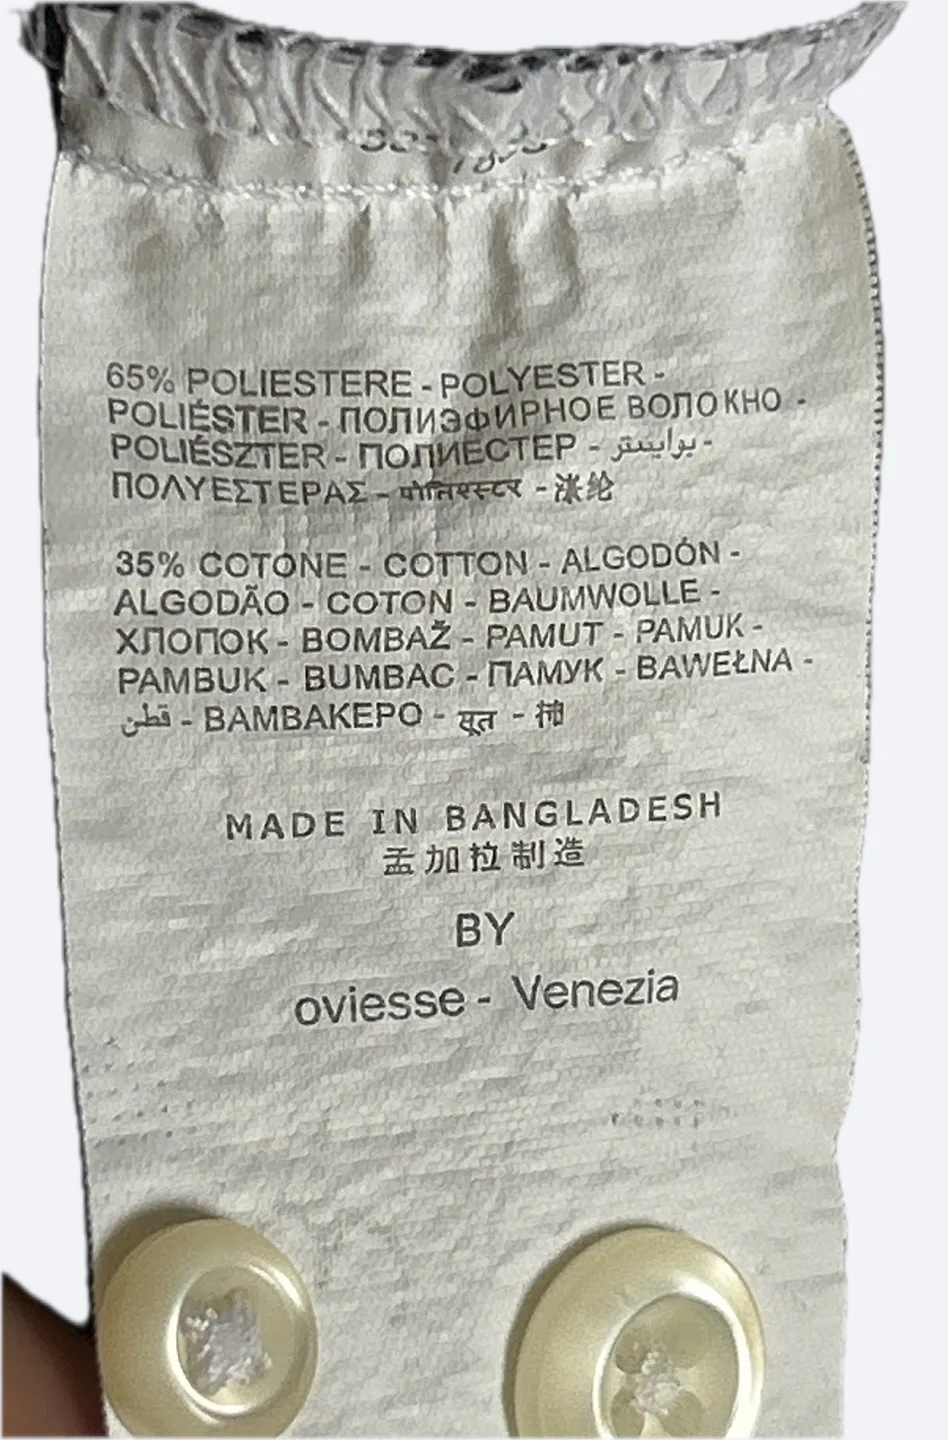 65% POLIESTERE - POLYESTER -
POLIÉSTER - ПОЛИЭФИРНОЕ ВОЛОКНО -
POLIÉSZTER - ПОЛИЕСТЕР - بوليستر -
ΠΟΛΥΕΣΤΕΡΑΣ - पोलिएस्टर - 涤纶
35% COTONE - COTTON - ALGODÓN -
ALGODÃO - COTON - BAUMWOLLE -
ХЛОПОК - BOMBAŽ - PAMUT - PAMUK -
PAMBUK - BUMBAC - ПАМУК - BAWEŁNA -
قطن - BAMBAKEPO - सूत - 棉
MADE IN BANGLADESH
孟加拉制造
BY
oviesse - Venezia